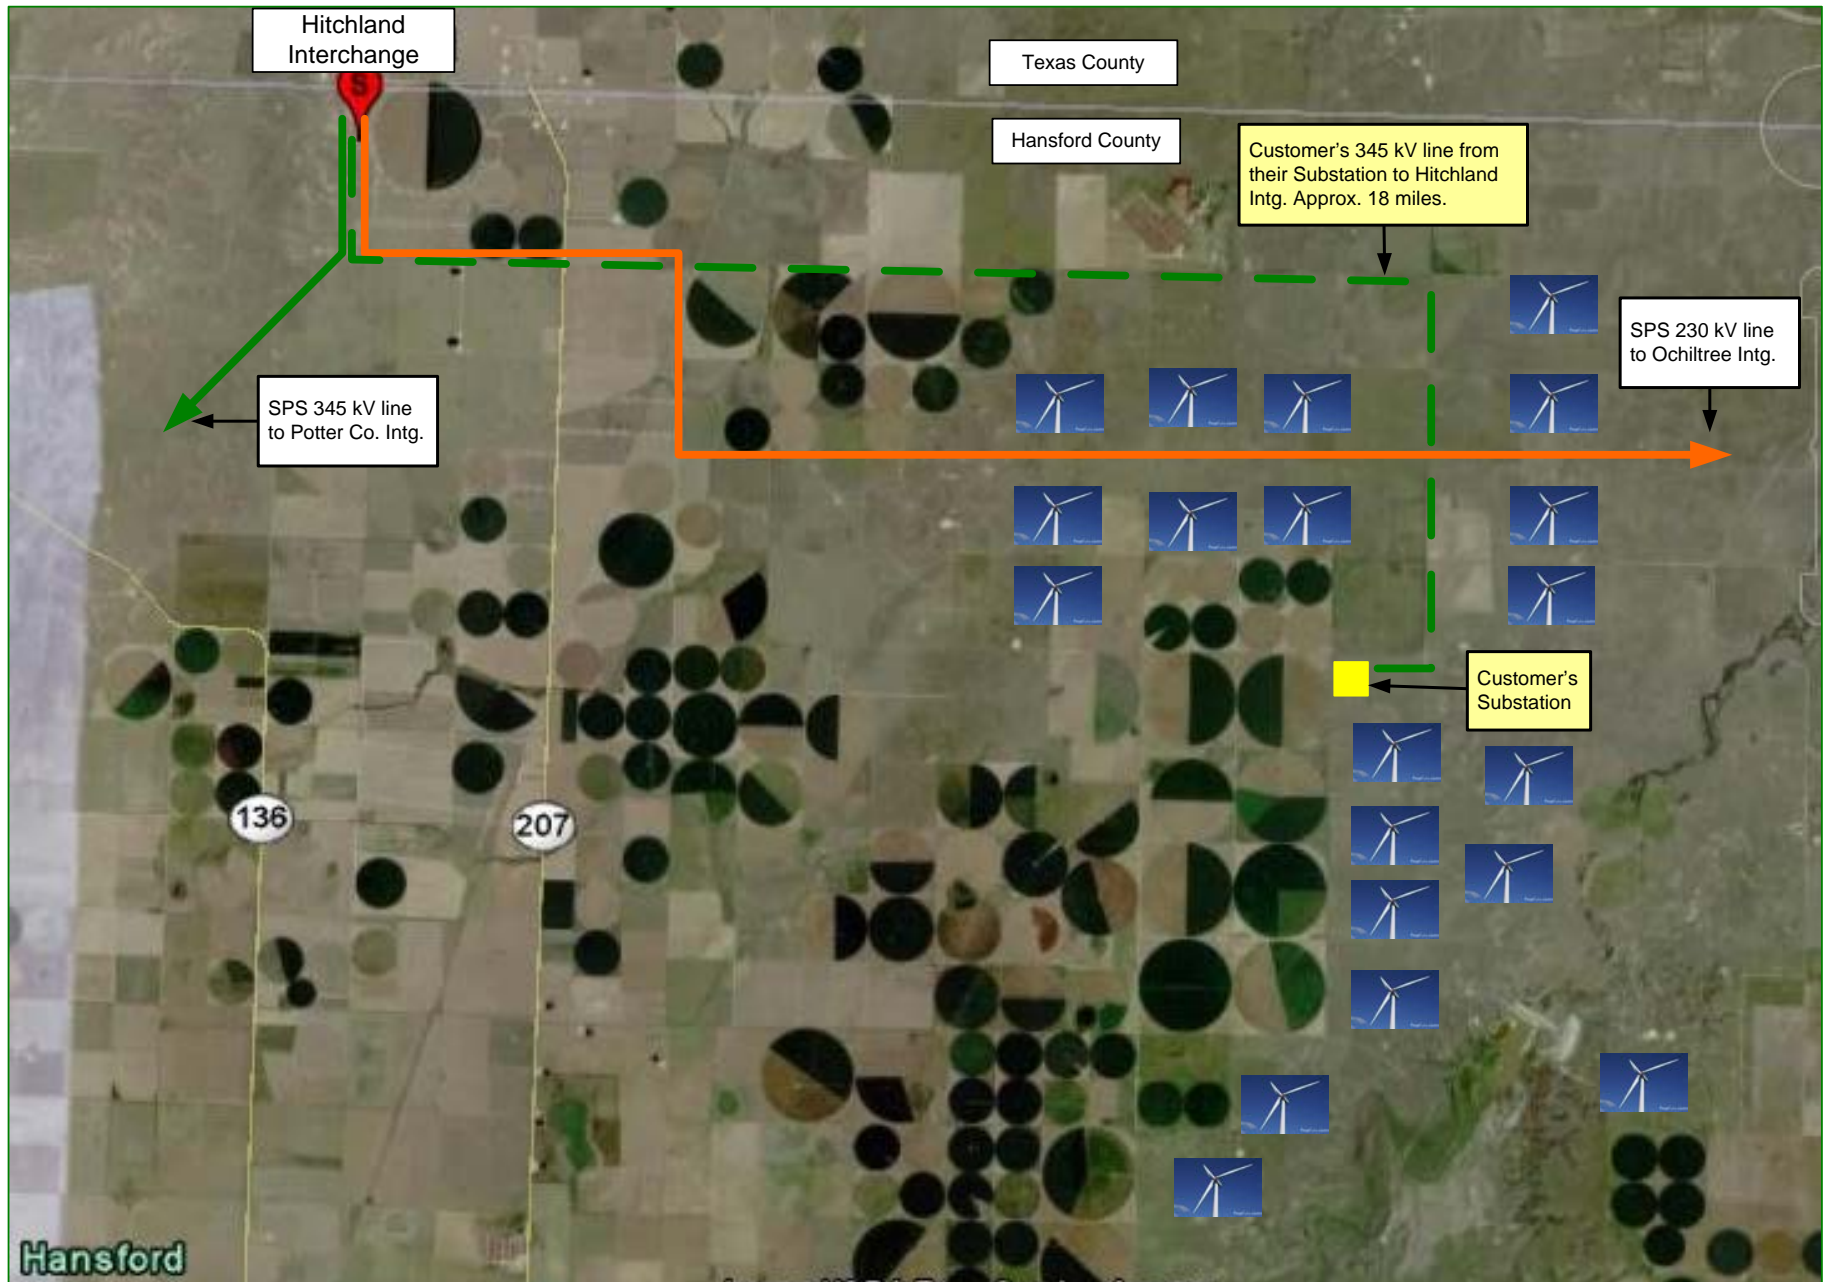 Hitchland
Interchange
S
Texas County
Hansford County
Customer's 345 kV line from
their Substation to Hitchland
Intg. Approx. 18 miles.
SPS 230 kV line
to Ochiltree Intg.
SPS 345 kV line
to Potter Co. Intg.
Customer's
Substation
136
207
Hansford